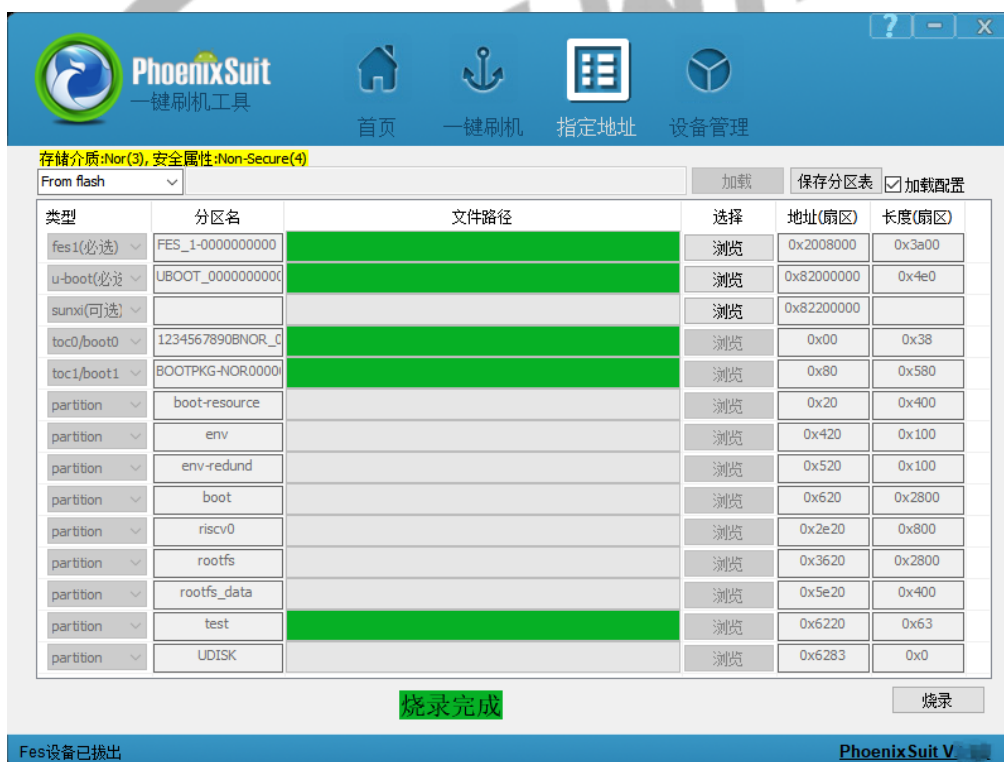 ? − X
PhoenixSuit
一键刷机工具
首页 一键刷机 指定地址 设备管理
存储介质:Nor(3), 安全属性:Non-Secure(4)
From flash 加载 保存分区表 加载配置
类型 分区名 文件路径 选择 地址(扇区) 长度(扇区)
fes1(必选) FES_1-0000000000 浏览 0x2008000 0x3a00
u-boot(必选 UBOOT_0000000000 浏览 0x82000000 0x4e0
sunxi(可选) 浏览 0x82200000
toc0/boot0 1234567890BNOR_0 浏览 0x00 0x38
toc1/boot1 BOOTPKG-NOR00000 浏览 0x80 0x580
partition boot-resource 浏览 0x20 0x400
partition env 浏览 0x420 0x100
partition env-redund 浏览 0x520 0x100
partition boot 浏览 0x620 0x2800
partition riscv0 浏览 0x2e20 0x800
partition rootfs 浏览 0x3620 0x2800
partition rootfs_data 浏览 0x5e20 0x400
partition test 浏览 0x6220 0x63
partition UDISK 浏览 0x6283 0x0
烧录完成 烧录
Fes设备已拔出 PhoenixSuit V